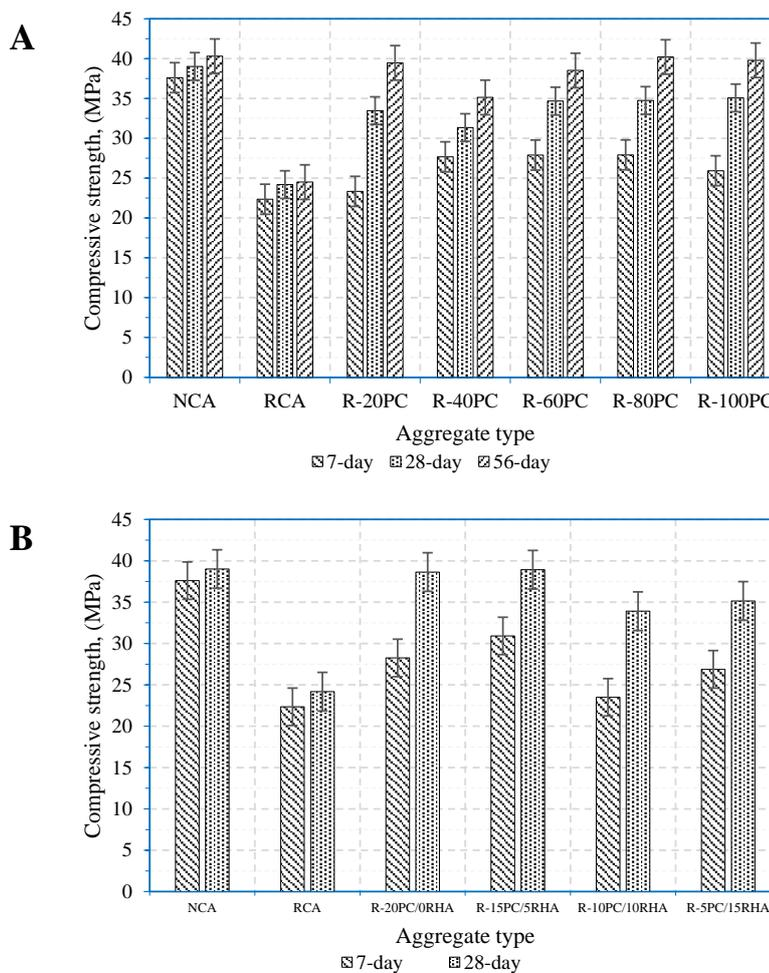 A
Compressive strength, (MPa)
45
40
35
30
25
20
15
10
5
0
NCA RCA R-20PC R-40PC R-60PC R-80PC R-100PC
Aggregate type
7-day 28-day 56-day
B
Compressive strength, (MPa)
45
40
35
30
25
20
15
10
5
0
NCA RCA R-20PC/0RHA R-15PC/5RHA R-10PC/10RHA R-5PC/15RHA
Aggregate type
7-day 28-day